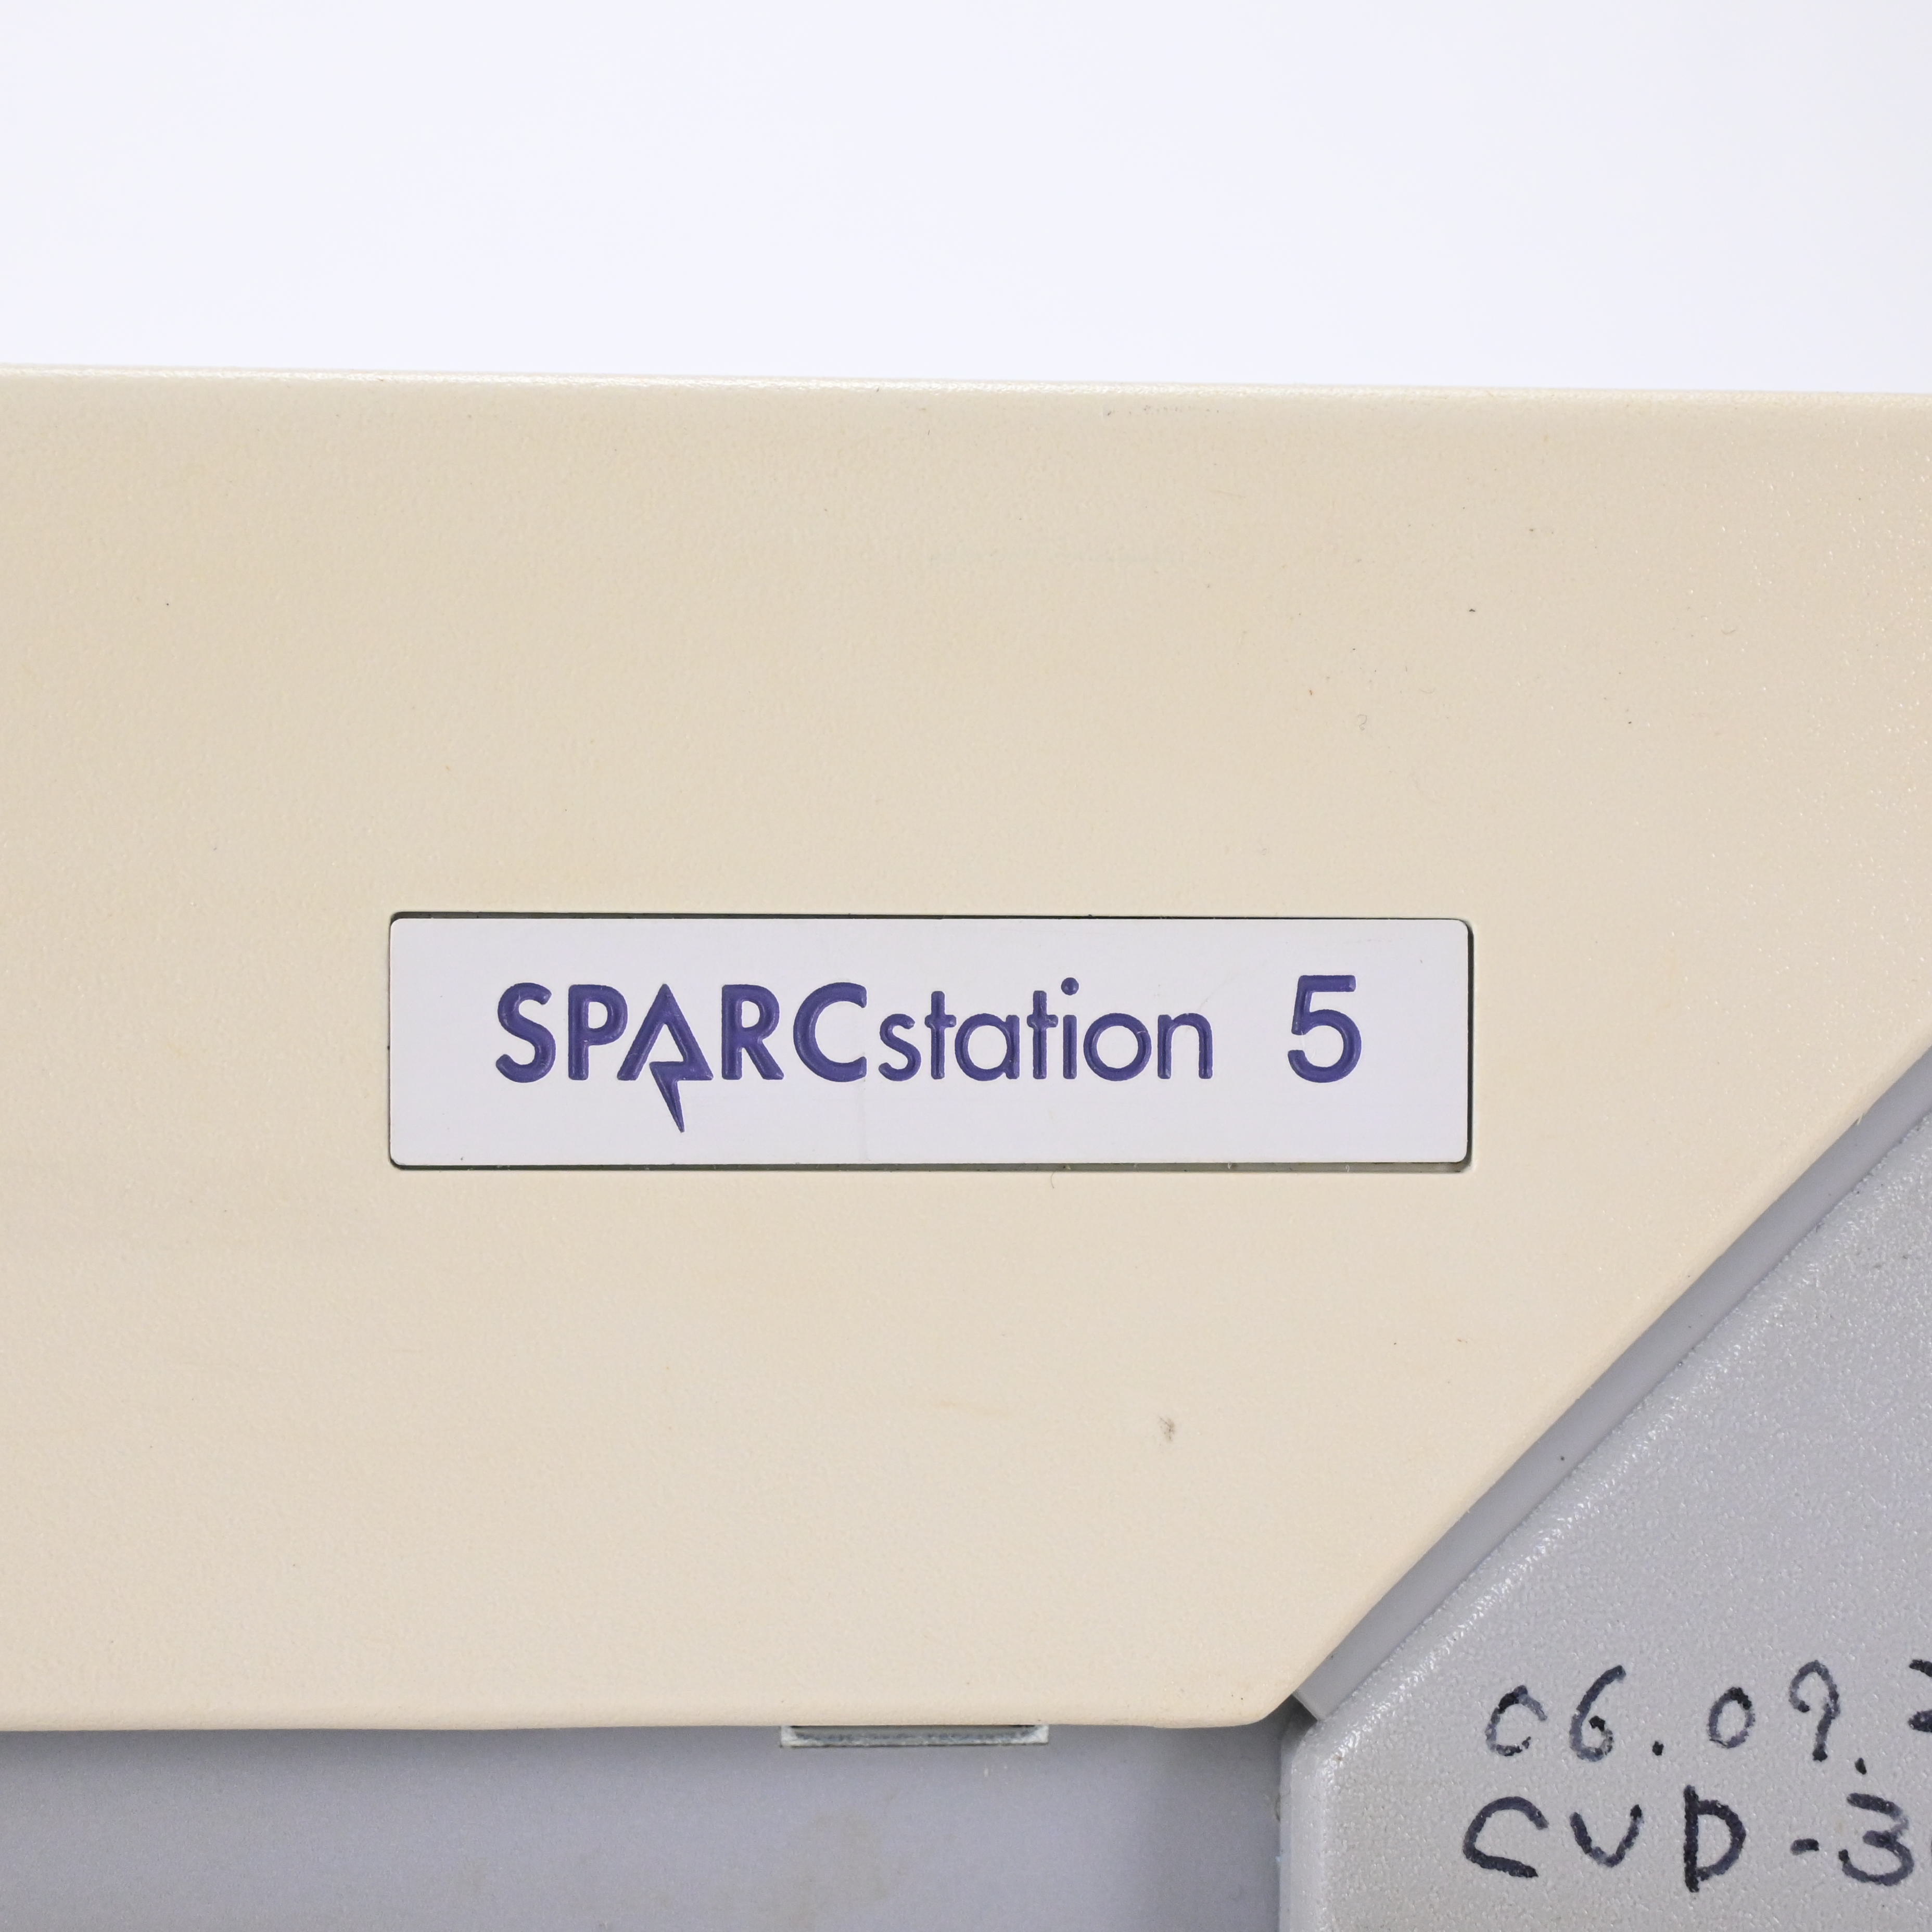 SPARCstation 5
06.09.
CVD-3